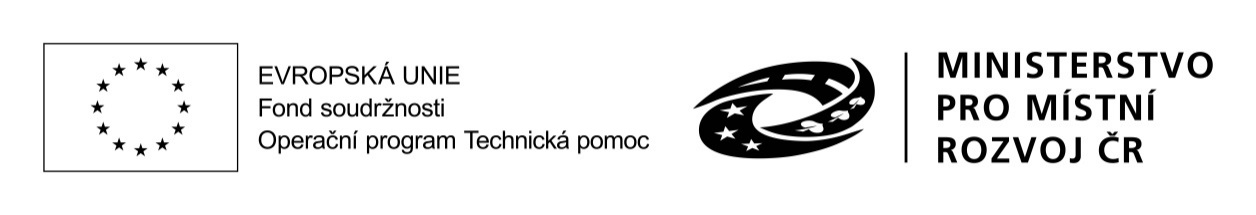 EVROPSKÁ UNIE
Fond soudržnosti
Operační program Technická pomoc
MINISTERSTVO
PRO MÍSTNÍ
ROZVOJ ČR